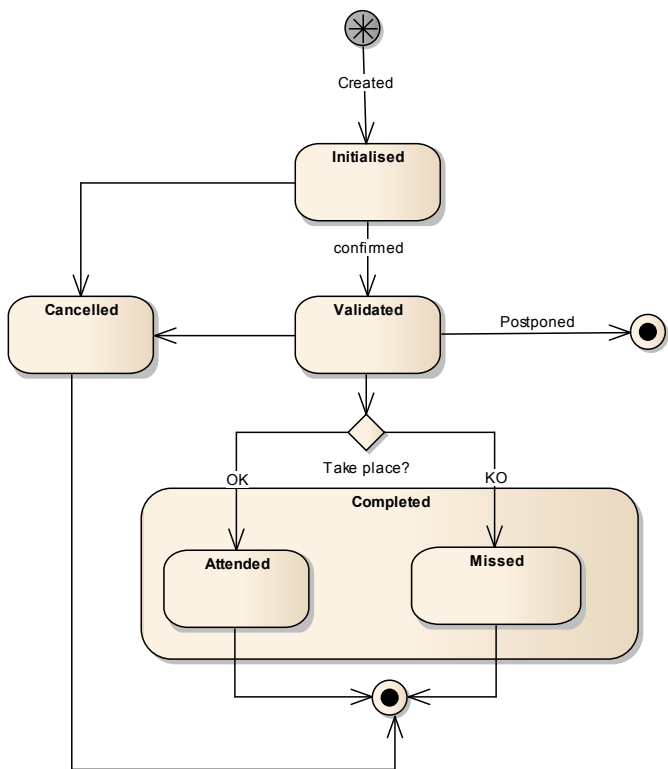 Created
Initialised
confirmed
Cancelled
Validated
Postponed
Take place?
OK
KO
Completed
Attended
Missed